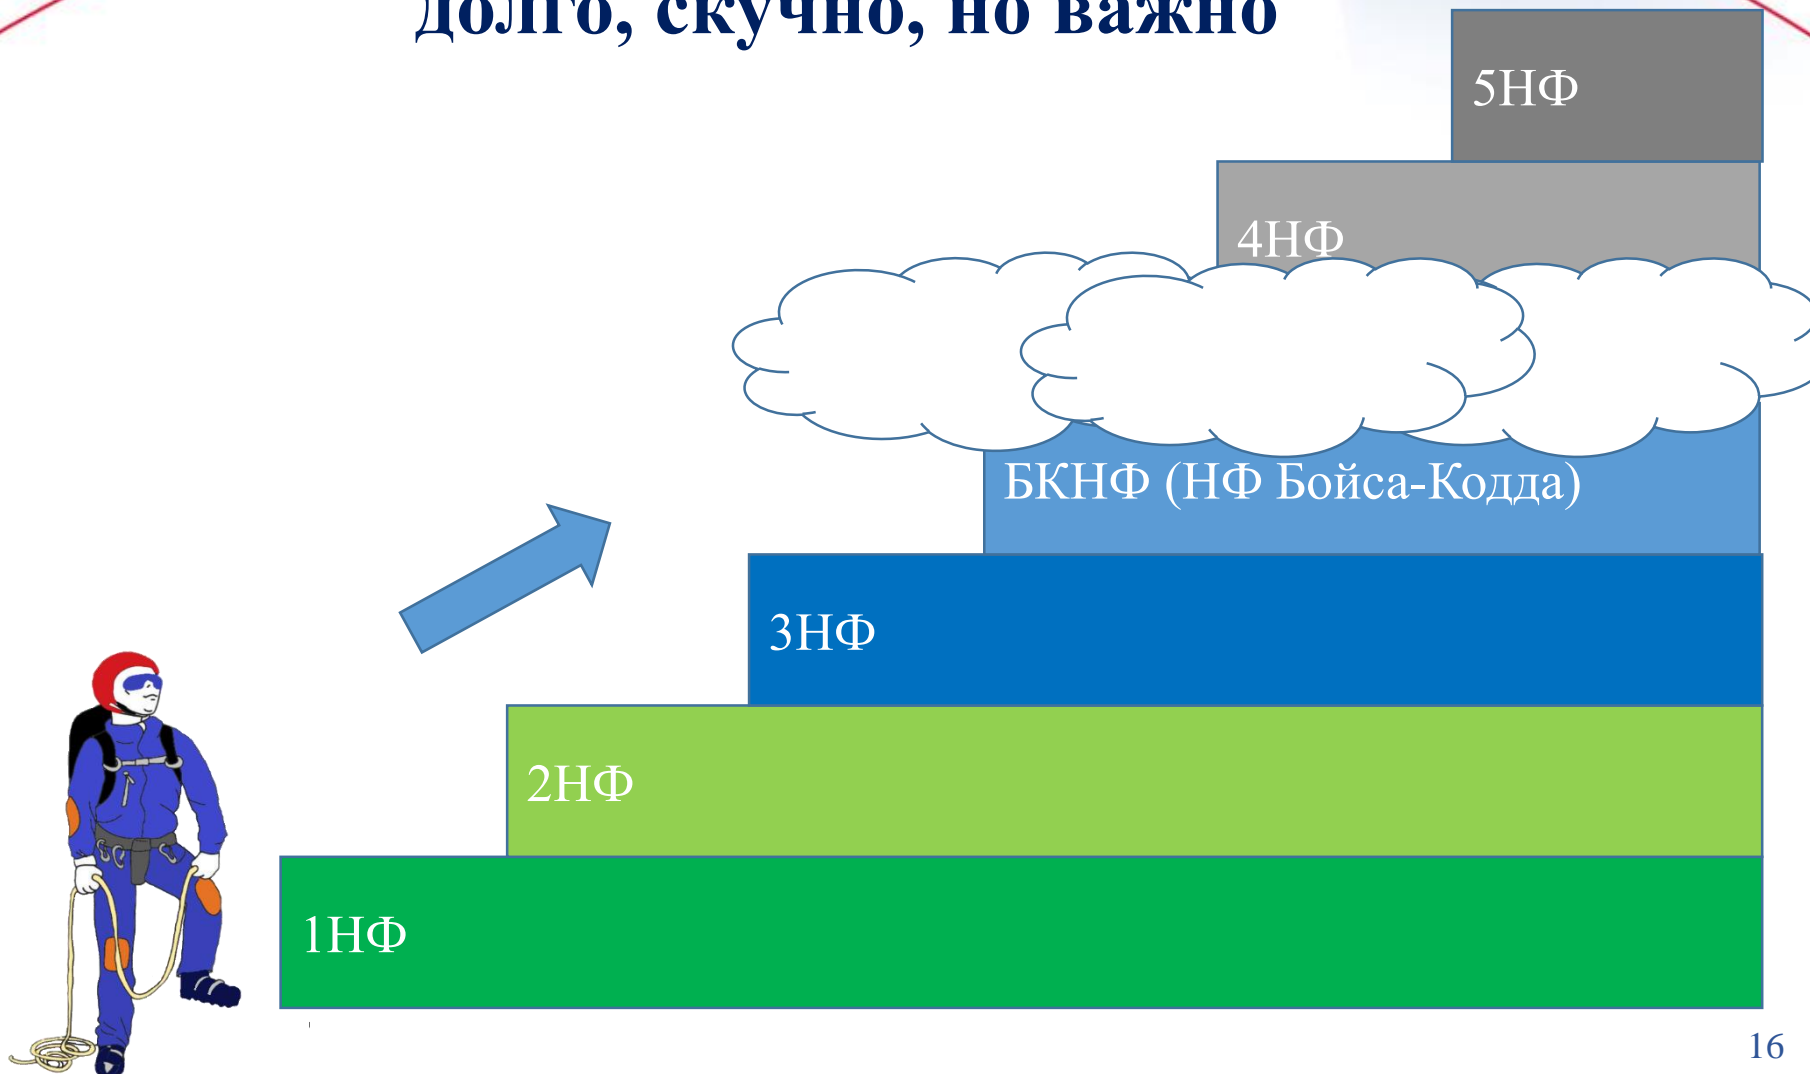 долго, скучно, но важно
5НФ
4НФ
БКНФ (НФ Бойса-Кодда)
3НФ
2НФ
1НФ
16